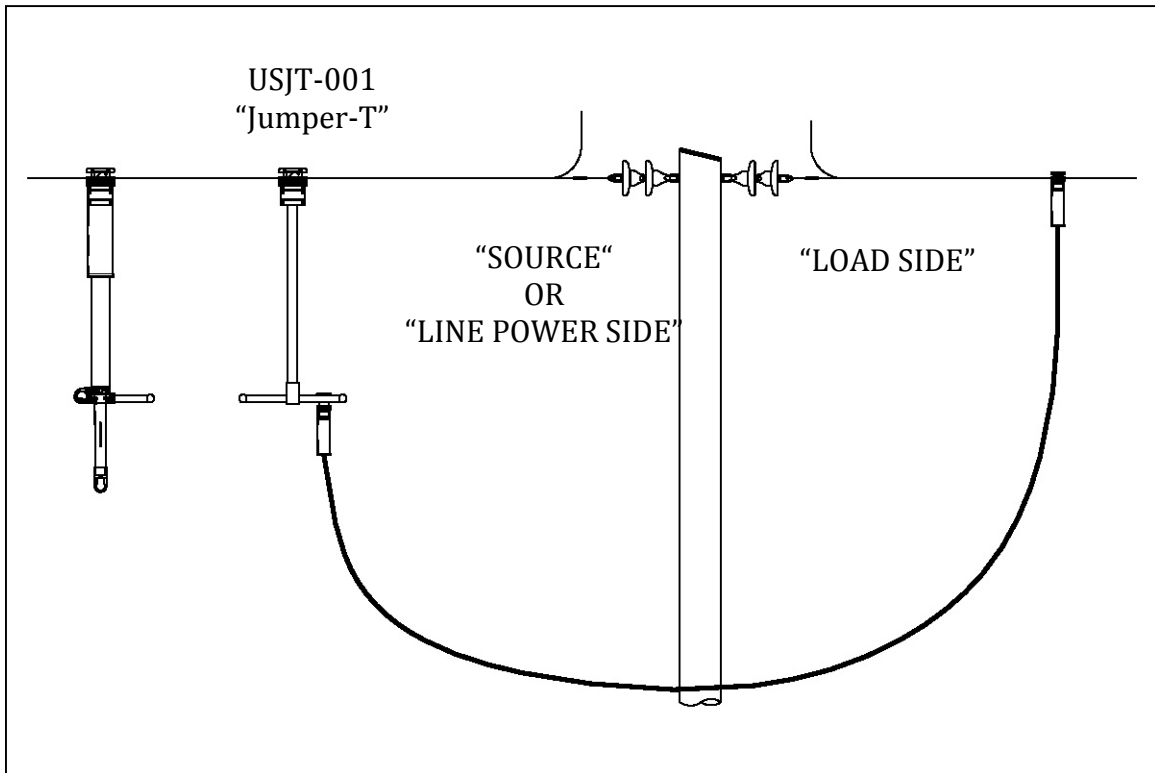 USJT-001
“Jumper-T”
“SOURCE“
OR
“LINE POWER SIDE”
“LOAD SIDE”